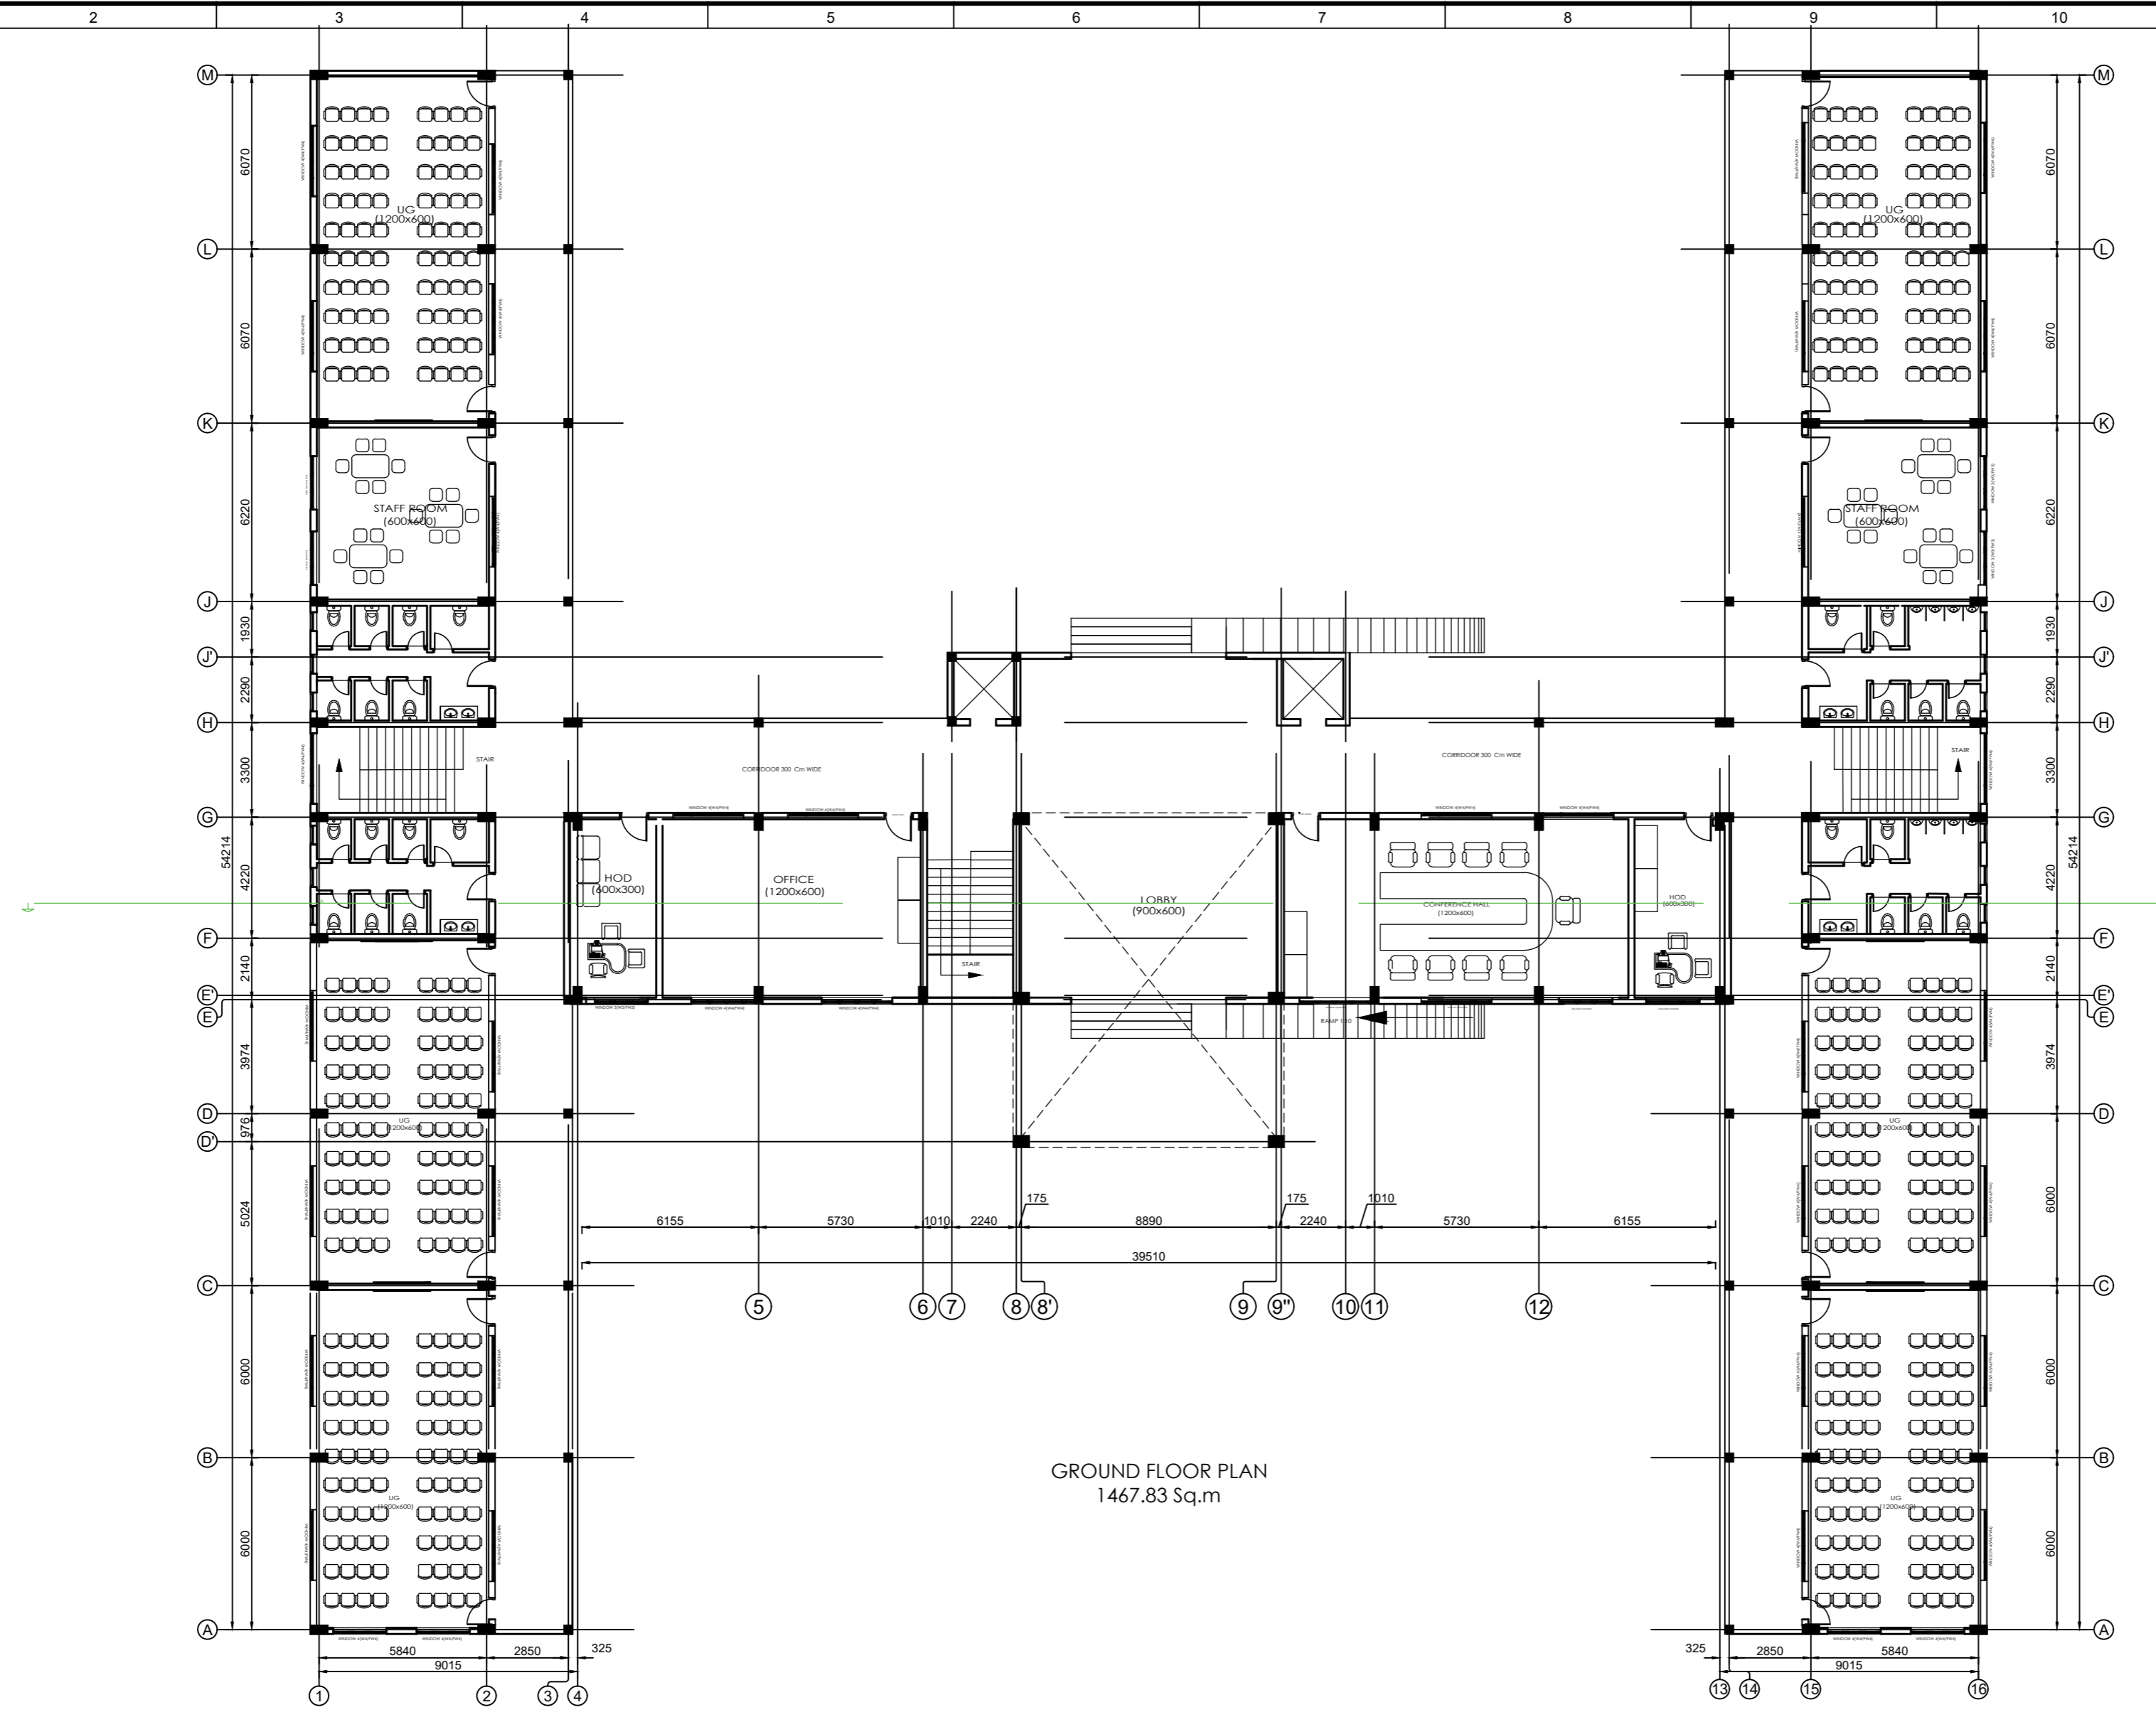 2 3 4 5 6 7 8 9 10
M M
6070 6070
UG
(1200x600)
UG
(1200x600)
L L
6070 6070
K K
6220 6220
STAFF ROOM
(600x600)
STAFF ROOM
(600x600)
J J
1930 1930
J' J'
2290 2290
H H
3300 3300
STAIR
CORRIDOOR 300 Cm WIDE
CORRIDOOR 300 Cm WIDE
STAIR
G G
54214 54214
4220 4220
HOD
(600x300)
OFFICE
(1200x600)
LOBBY
(900x600)
CONFERENCE HALL
(1200x600)
HOD
(600x300)
F F
2140 2140
STAIR
E' E'
E E
RAMP 1:10
3974 3974
D D
UG
(1200x600)
UG
(1200x600)
976
D'
5024 6000
175 175 1010
6155 5730 1010 2240 8890 2240 5730 6155
39510
C C
5 6 7 8 8' 9 9" 10 11 12
6000 6000
B B
GROUND FLOOR PLAN
1467.83 Sq.m
UG
(1200x600)
UG
(1200x600)
6000 6000
A A
5840 2850 325
325 2850 5840
9015 9015
1 2 3 4 13 14 15 16